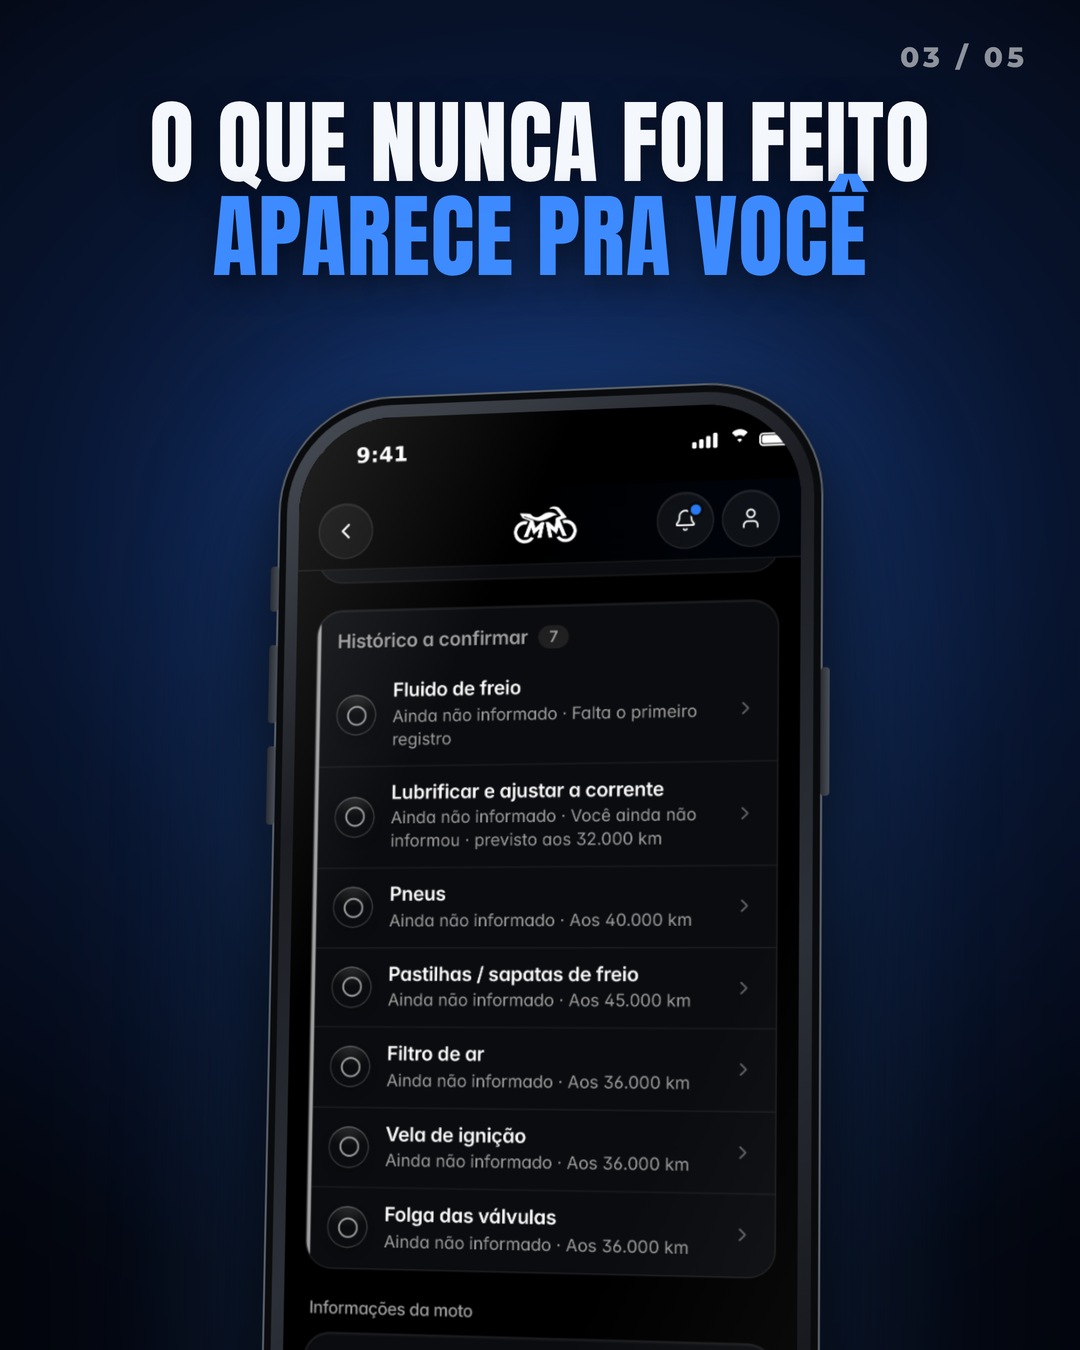 03 / 05
O QUE NUNCA FOI FEITO
APARECE PRA VOCÊ
9:41
MM
Histórico a confirmar 7
Fluido de freio
Ainda não informado · Falta o primeiro
registro
Lubrificar e ajustar a corrente
Ainda não informado · Você ainda não
informou · previsto aos 32.000 km
Pneus
Ainda não informado · Aos 40.000 km
Pastilhas / sapatas de freio
Ainda não informado · Aos 45.000 km
Filtro de ar
Ainda não informado · Aos 36.000 km
Vela de ignição
Ainda não informado · Aos 36.000 km
Folga das válvulas
Ainda não informado · Aos 36.000 km
Informações da moto